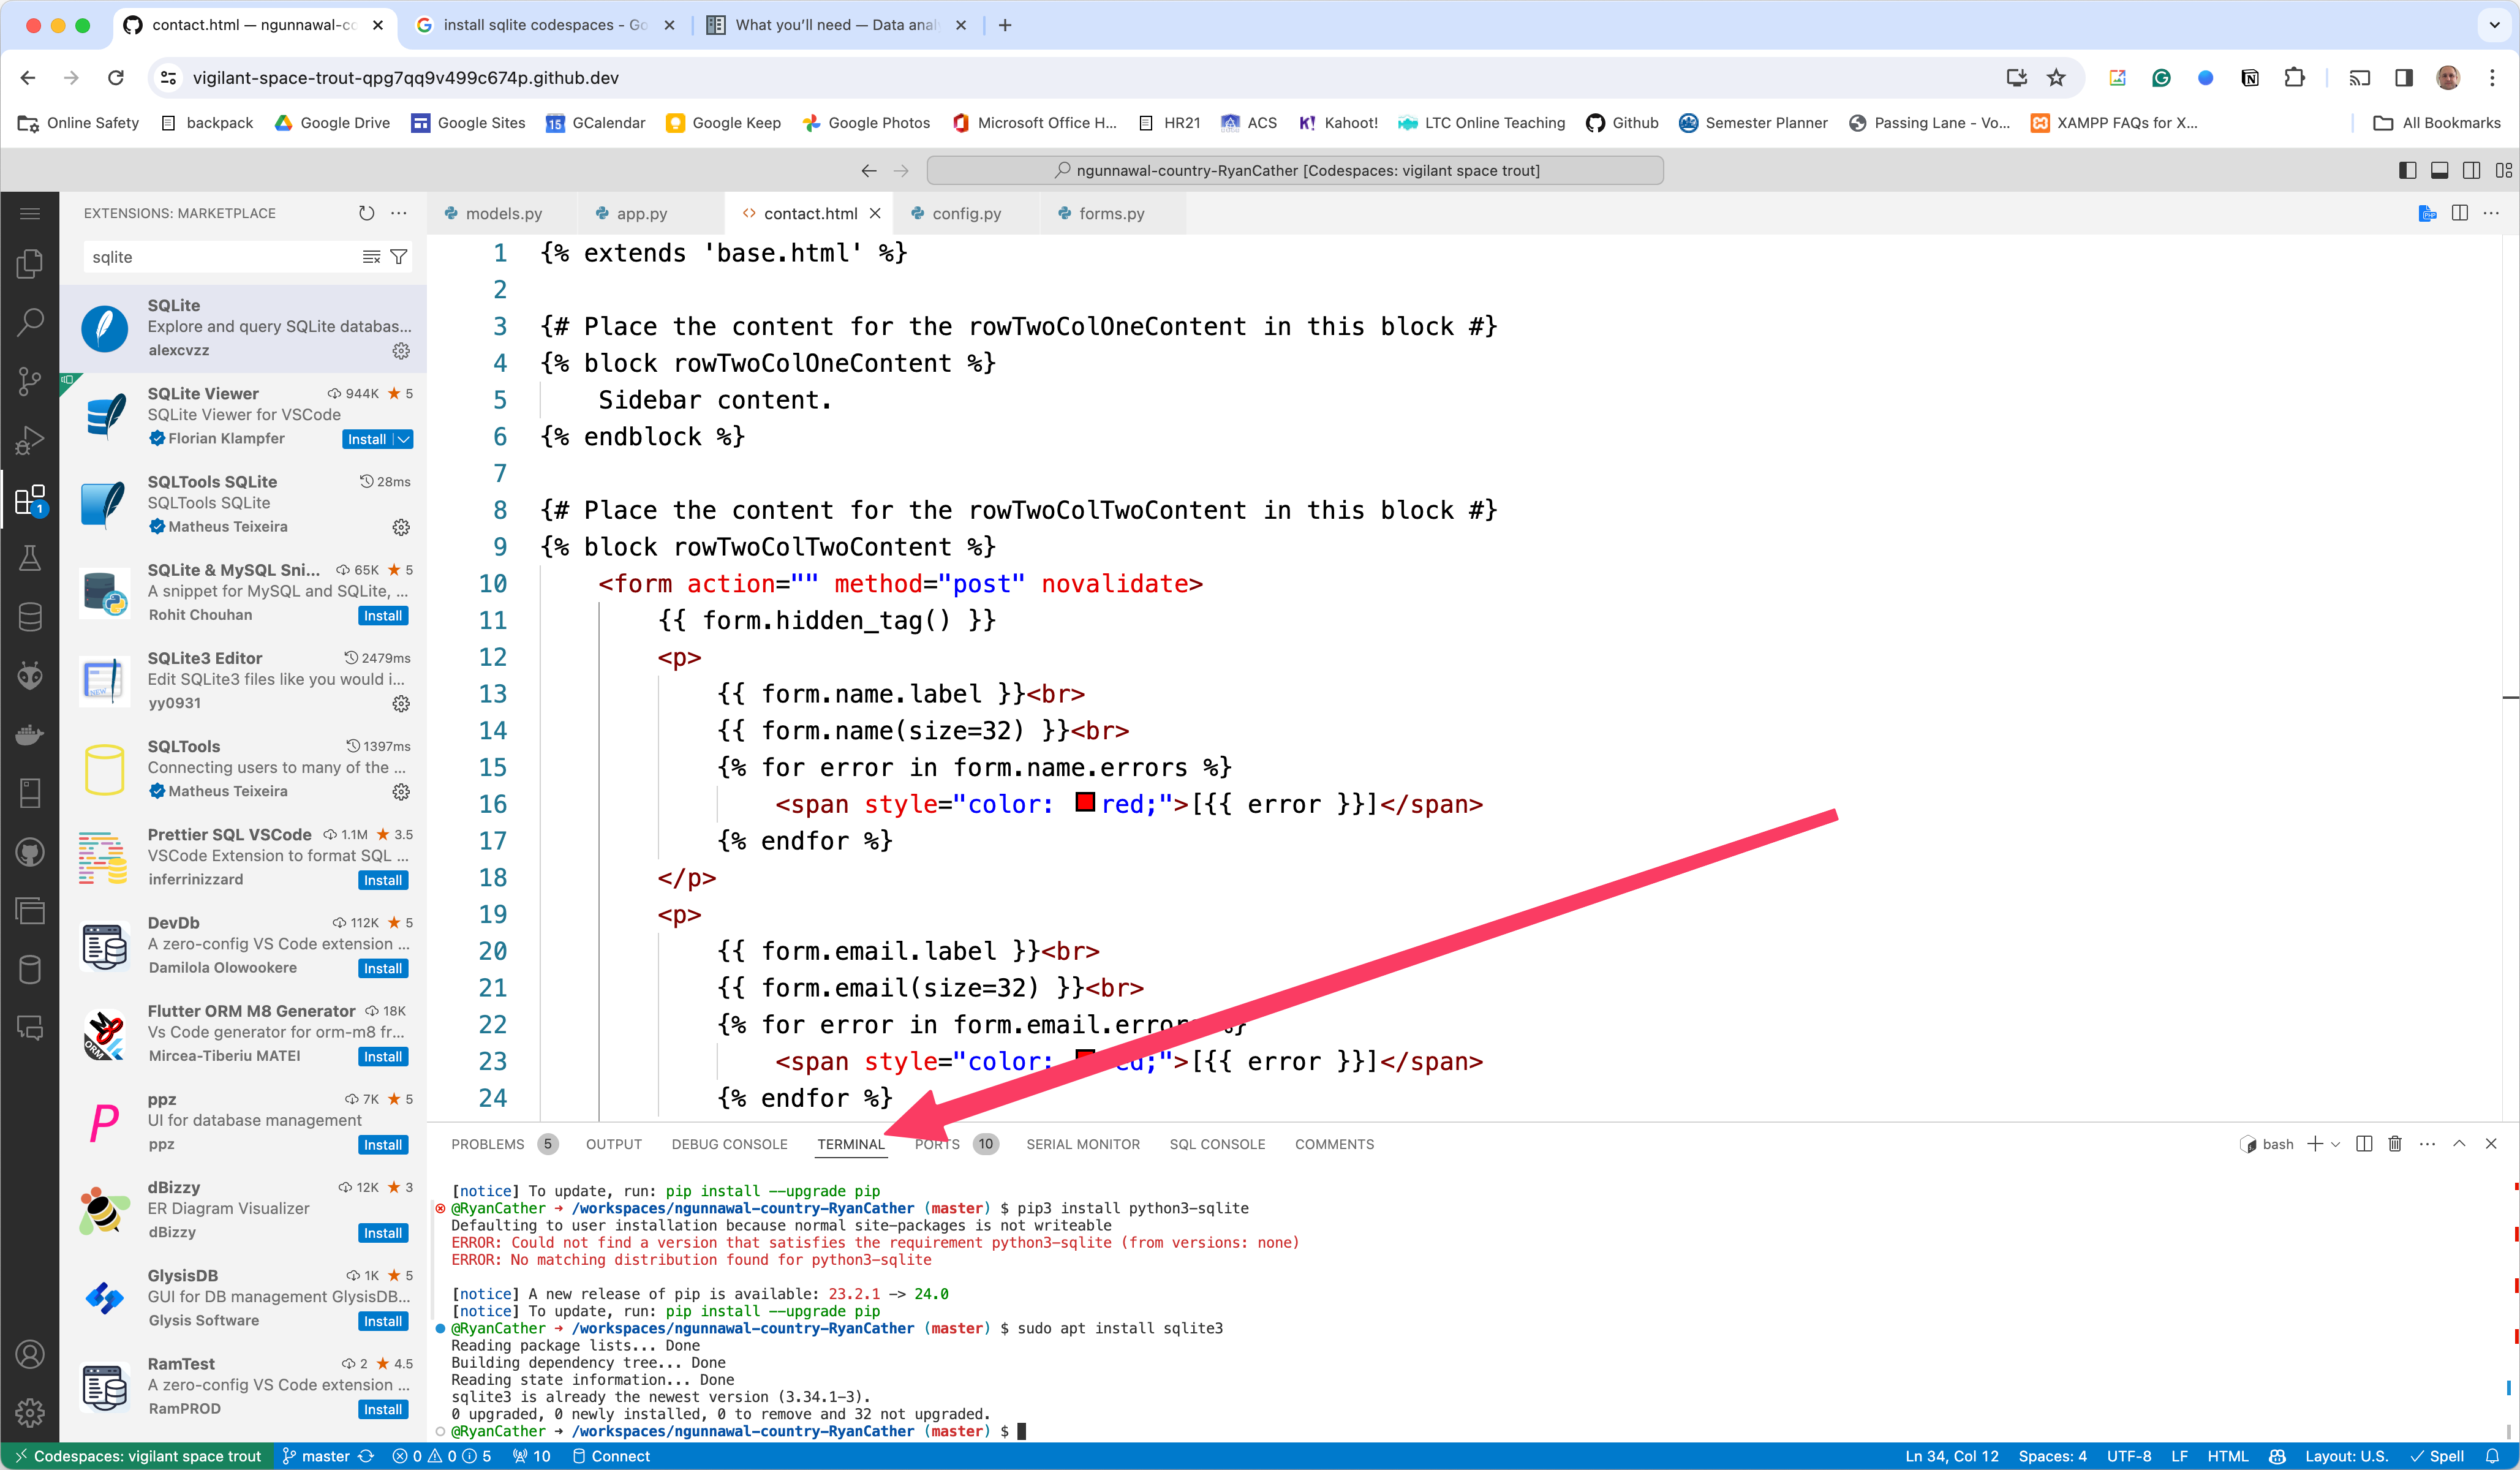 contact.html — ngunnawal-co
install sqlite codespaces - Go
What you'll need — Data anal
vigilant-space-trout-qpg7qq9v499c674p.github.dev
Online Safety
backpack
Google Drive
Google Sites
15
GCalendar
Google Keep
Google Photos
Microsoft Office H...
HR21
ACS
K! Kahoot!
LTC Online Teaching
Github
Semester Planner
Passing Lane - Vo...
XAMPP FAQs for X...
All Bookmarks
ngunnawal-country-RyanCather [Codespaces: vigilant space trout]
EXTENSIONS: MARKETPLACE
sqlite
SQLite
Explore and query SQLite databas...
alexcvzz
SQLite Viewer 944K 5
SQLite Viewer for VSCode
Florian Klampfer Install
SQLTools SQLite 28ms
SQLTools SQLite
Matheus Teixeira
1
SQLite & MySQL Sni... 65K 5
A snippet for MySQL and SQLite, ...
Rohit Chouhan Install
SQLite3 Editor 2479ms
Edit SQLite3 files like you would i...
yy0931
SQLTools 1397ms
Connecting users to many of the ...
Matheus Teixeira
Prettier SQL VSCode 1.1M 3.5
VSCode Extension to format SQL ...
inferrinizzard Install
DevDb 112K 5
A zero-config VS Code extension ...
Damilola Olowookere Install
Flutter ORM M8 Generator 18K
Vs Code generator for orm-m8 fr...
Mircea-Tiberiu MATEI Install
ppz 7K 5
UI for database management
ppz Install
dBizzy 12K 3
ER Diagram Visualizer
dBizzy Install
GlysisDB 1K 5
GUI for DB management GlysisDB...
Glysis Software Install
RamTest 2 4.5
A zero-config VS Code extension ...
RamPROD Install
models.py
app.py
contact.html
config.py
forms.py
1 {% extends 'base.html' %}
2
3 {# Place the content for the rowTwoColOneContent in this block #}
4 {% block rowTwoColOneContent %}
5 Sidebar content.
6 {% endblock %}
7
8 {# Place the content for the rowTwoColTwoContent in this block #}
9 {% block rowTwoColTwoContent %}
10 <form action="" method="post" novalidate>
11 {{ form.hidden_tag() }}
12 <p>
13 {{ form.name.label }}<br>
14 {{ form.name(size=32) }}<br>
15 {% for error in form.name.errors %}
16 <span style="color: red;">[{{ error }}]</span>
17 {% endfor %}
18 </p>
19 <p>
20 {{ form.email.label }}<br>
21 {{ form.email(size=32) }}<br>
22 {% for error in form.email.errors %}
23 <span style="color: red;">[{{ error }}]</span>
24 {% endfor %}
PROBLEMS 5 OUTPUT DEBUG CONSOLE TERMINAL PORTS 10 SERIAL MONITOR SQL CONSOLE COMMENTS
bash
[notice] To update, run: pip install --upgrade pip
@RyanCather → /workspaces/ngunnawal-country-RyanCather (master) $ pip3 install python3-sqlite
Defaulting to user installation because normal site-packages is not writeable
ERROR: Could not find a version that satisfies the requirement python3-sqlite (from versions: none)
ERROR: No matching distribution found for python3-sqlite
[notice] A new release of pip is available: 23.2.1 -> 24.0
[notice] To update, run: pip install --upgrade pip
@RyanCather → /workspaces/ngunnawal-country-RyanCather (master) $ sudo apt install sqlite3
Reading package lists... Done
Building dependency tree... Done
Reading state information... Done
sqlite3 is already the newest version (3.34.1-3).
0 upgraded, 0 newly installed, 0 to remove and 32 not upgraded.
@RyanCather → /workspaces/ngunnawal-country-RyanCather (master) $
Codespaces: vigilant space trout master 0 0 5 10 Connect
Ln 34, Col 12 Spaces: 4 UTF-8 LF HTML Layout: U.S. Spell